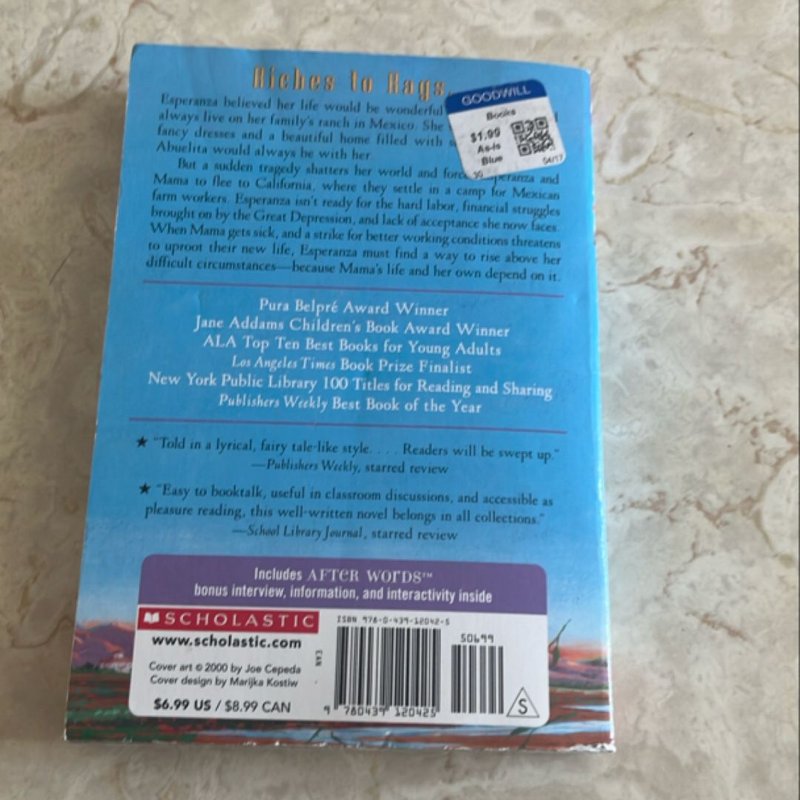 Riches to Rags
Esperanza believed her life would be wonderful
always live on her family's ranch in Mexico. She
fancy dresses and a beautiful home filled with
Abuelita would always be with her.
But a sudden tragedy shatters her world and forc peranza and
Mama to flee to California, where they settle in a camp for Mexican
farm workers. Esperanza isn't ready for the hard labor, financial struggles
brought on by the Great Depression, and lack of acceptance she now faces.
When Mama gets sick, and a strike for better working conditions threatens
to uproot their new life, Esperanza must find a way to rise above her
difficult circumstances—because Mama's life and her own depend on it.
GOODWILL
Books
$1.99
As-Is
Blue
30
04/17
Pura Belpré Award Winner
Jane Addams Children's Book Award Winner
ALA Top Ten Best Books for Young Adults
Los Angeles Times Book Prize Finalist
New York Public Library 100 Titles for Reading and Sharing
Publishers Weekly Best Book of the Year
★ "Told in a lyrical, fairy tale-like style. . . . Readers will be swept up."
—Publishers Weekly, starred review
★ "Easy to booktalk, useful in classroom discussions, and accessible as
pleasure reading, this well-written novel belongs in all collections."
—School Library Journal, starred review
Includes AFTER WORDS™
bonus interview, information, and interactivity inside
SCHOLASTIC
www.scholastic.com
Cover art © 2000 by Joe Cepeda
Cover design by Marijka Kostiw
$6.99 US / $8.99 CAN
ISBN 978-0-439-12042-5
50699
EAN
9 780439 120425
S